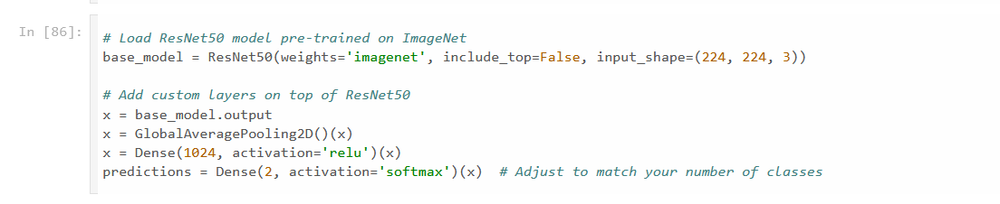 In [86]:
# Load ResNet50 model pre-trained on ImageNet
base_model = ResNet50(weights='imagenet', include_top=False, input_shape=(224, 224, 3))
# Add custom layers on top of ResNet50
x = base_model.output
x = GlobalAveragePooling2D()(x)
x = Dense(1024, activation='relu')(x)
predictions = Dense(2, activation='softmax')(x)  # Adjust to match your number of classes